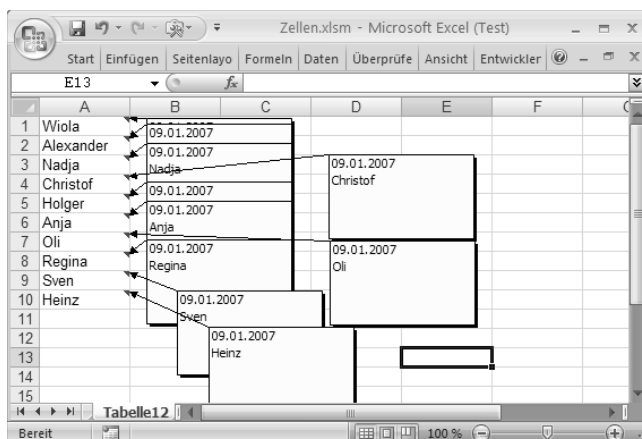 Zellen.xlsm - Microsoft Excel (Test)
Start Einfügen Seitenlayo Formeln Daten Überprüfe Ansicht Entwickler
E13 fx
A B C D E F
1 Wiola
2 Alexander
3 Nadja
4 Christof
5 Holger
6 Anja
7 Oli
8 Regina
9 Sven
10 Heinz
11
12
13
14
15
09.01.2007
09.01.2007
Nadja
09.01.2007
09.01.2007
Anja
09.01.2007
Regina
09.01.2007
Sven
09.01.2007
Heinz
09.01.2007
Christof
09.01.2007
Oli
Tabelle12
Bereit 100 %